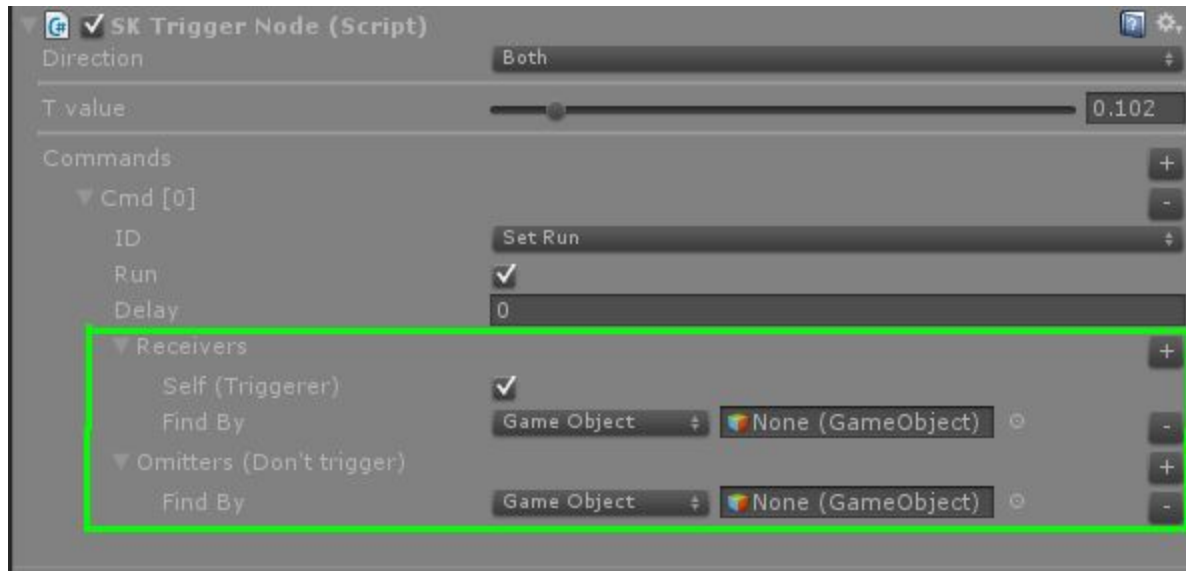 SK Trigger Node (Script)
Direction Both
T value 0.102
Commands +
Cmd [0] -
ID Set Run
Run
Delay 0
Receivers +
Self (Triggerer)
Find By Game Object None (GameObject) -
Omitters (Don't trigger) +
Find By Game Object None (GameObject) -